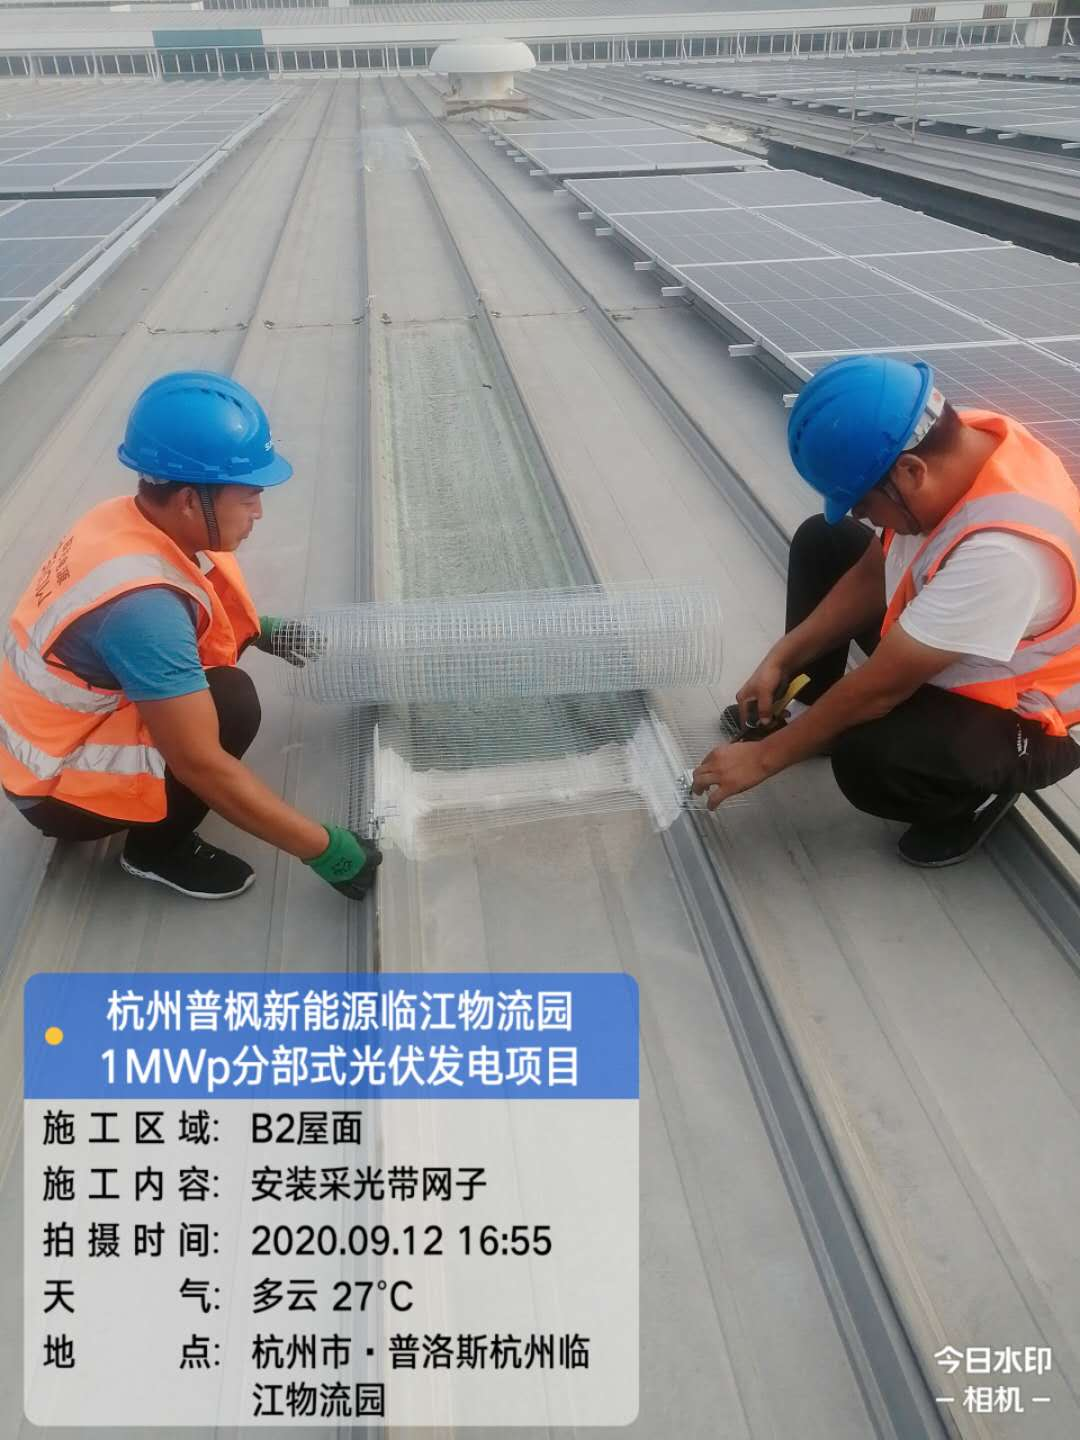 杭州普枫新能源临江物流园
1MWp分部式光伏发电项目
施工区域: B2屋面
施工内容: 安装采光带网子
拍摄时间: 2020.09.12 16:55
天气: 多云 27°C
地点: 杭州市·普洛斯杭州临
江物流园
今日水印
-相机-